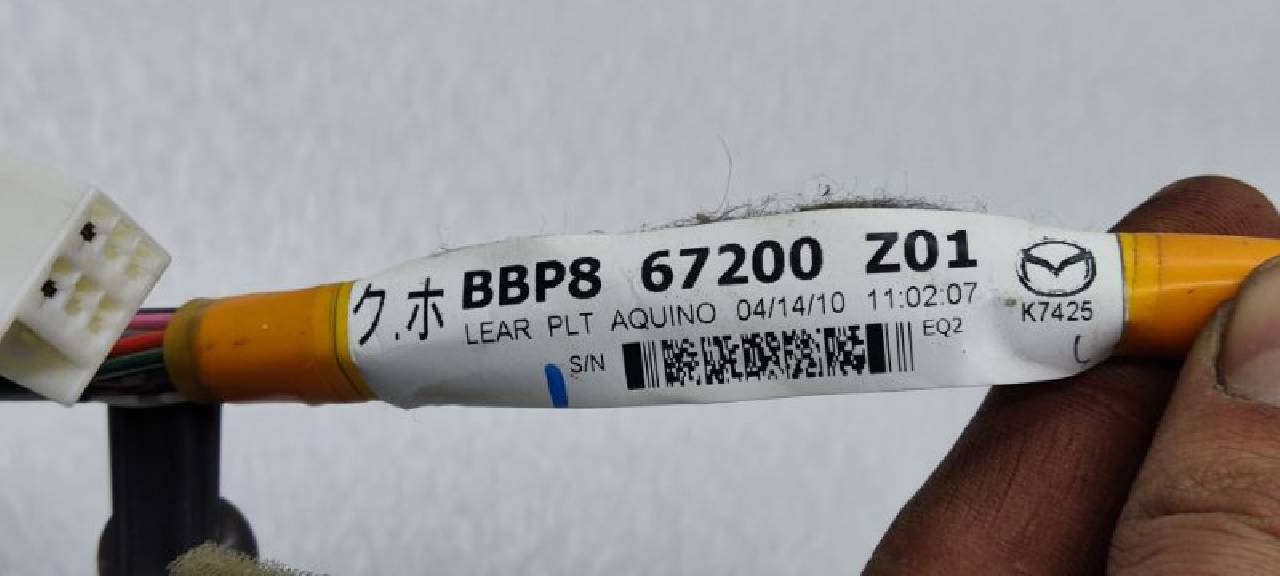 ク.ホ BBP8 67200 Z01
LEAR PLT AQUINO 04/14/10 11:02:07
S/N EQ2
K7425